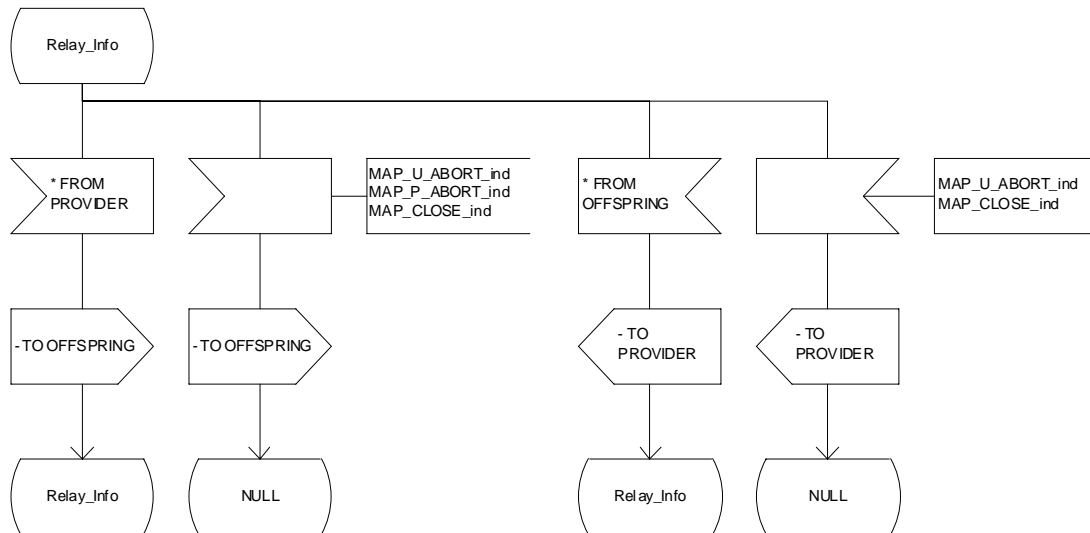 Relay_Info
* FROM
PROVIDER
MAP_U_ABORT_ind
MAP_P_ABORT_ind
MAP_CLOSE_ind
* FROM
OFFSPRING
MAP_U_ABORT_ind
MAP_CLOSE_ind
- TO OFFSPRING
- TO OFFSPRING
- TO
PROVIDER
- TO
PROVIDER
Relay_Info
NULL
Relay_Info
NULL